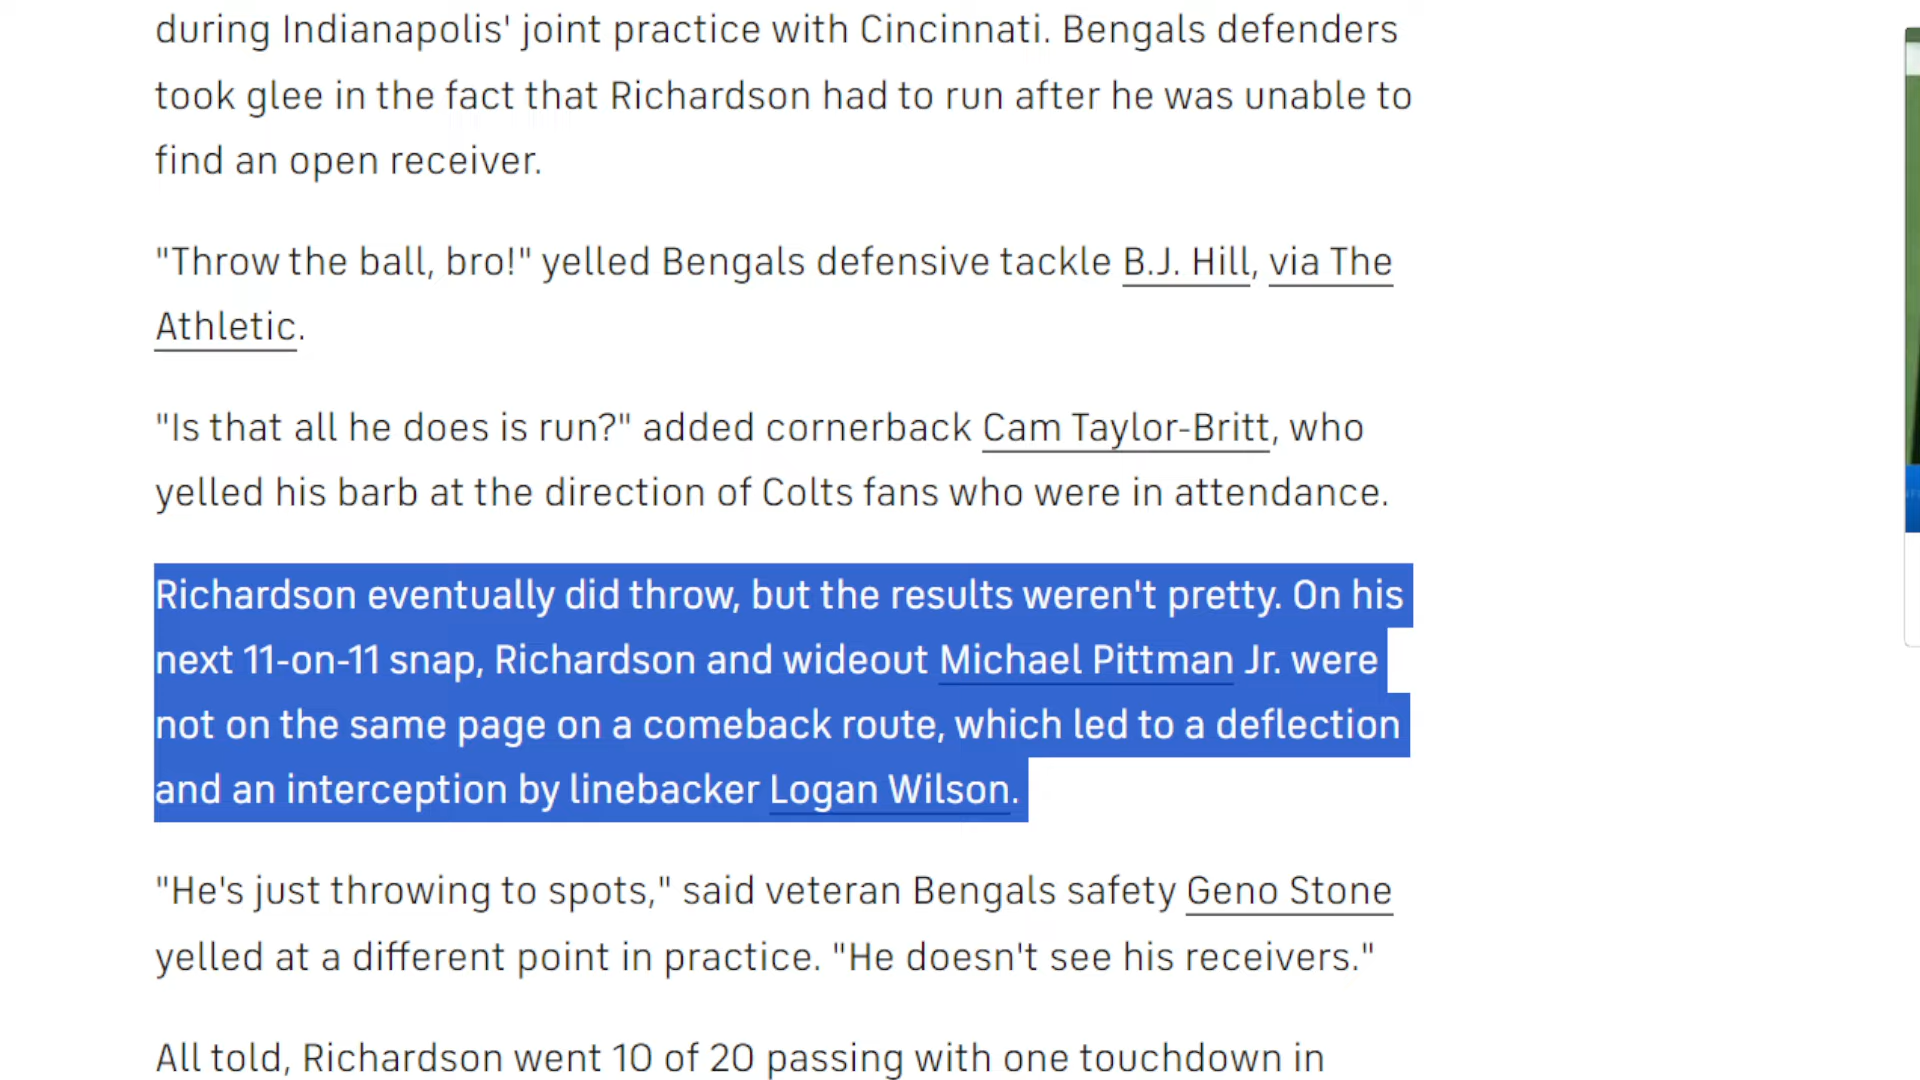 during Indianapolis' joint practice with Cincinnati. Bengals defenders
took glee in the fact that Richardson had to run after he was unable to
find an open receiver.
"Throw the ball, bro!" yelled Bengals defensive tackle B.J. Hill, via The
Athletic.
"Is that all he does is run?" added cornerback Cam Taylor-Britt, who
yelled his barb at the direction of Colts fans who were in attendance.
Richardson eventually did throw, but the results weren't pretty. On his
next 11-on-11 snap, Richardson and wideout Michael Pittman Jr. were
not on the same page on a comeback route, which led to a deflection
and an interception by linebacker Logan Wilson.
"He's just throwing to spots," said veteran Bengals safety Geno Stone
yelled at a different point in practice. "He doesn't see his receivers."
All told, Richardson went 10 of 20 passing with one touchdown in